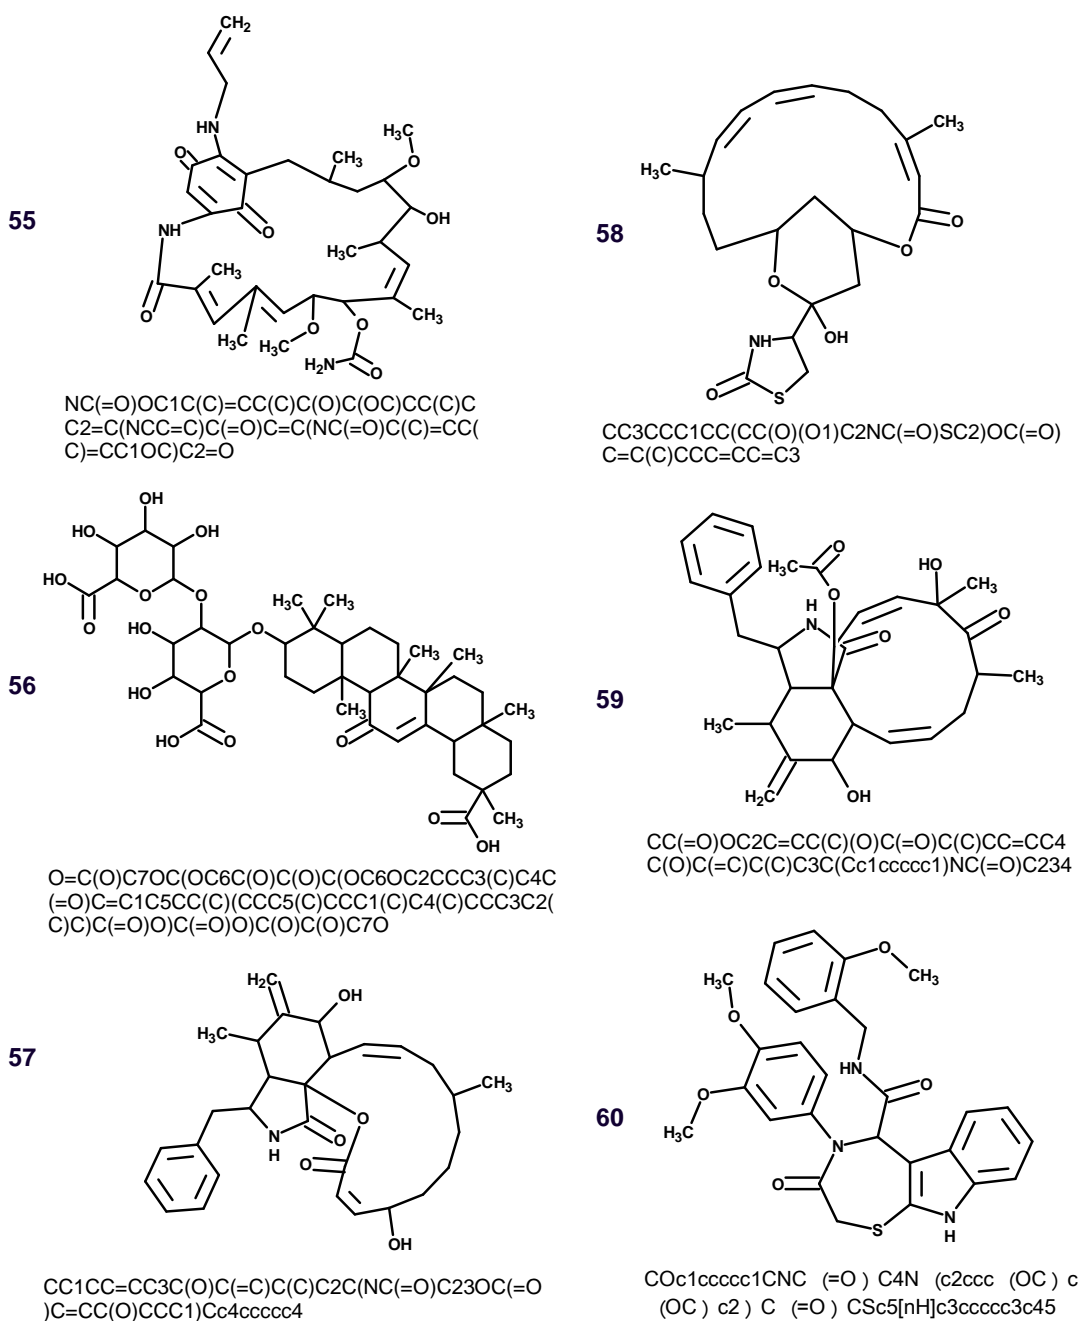 CH2
HN
O
H3C
CH3
O
55
OH
NH
O
H3C
CH3
O
O
CH3
H3C
O
H3C
H2N
O
NC(=O)OC1C(C)=CC(C)C(O)C(OC)CC(C)C
C2=C(NCC=C)C(=O)C=C(NC(=O)C(C)=CC(
C)=CC1OC)C2=O
CH3
H3C
58
O
O
O
NH
OH
O
S
CC3CCC1CC(CC(O)(O1)C2NC(=O)SC2)OC(=O)
C=C(C)CCC=CC=C3
OH
HO
OH
HO
O
O
O
HO
O
H3C
CH3
HO
O
CH3
CH3
56
CH3
CH3
HO
O
O
O
CH3
OH
O=C(O)C7OC(OC6C(O)C(O)C(OC6OC2CCC3(C)C4C
(=O)C=C1C5CC(C)(CCC5(C)CCC1(C)C4(C)CCC3C2(
C)C)C(=O)O)C(=O)O)C(O)C(O)C7O
O
H3C
O
HO
CH3
H
N
O
O
CH3
59
H3C
H2C
OH
CC(=O)OC2C=CC(C)(O)C(=O)C(C)CC=CC4
C(O)C(=C)C(C)C3C(Cc1ccccc1)NC(=O)C234
H2C
OH
H3C
57
CH3
O
N
H
O
O
OH
CC1CC=CC3C(O)C(=C)C(C)C2C(NC(=O)C23OC(=O
)C=CC(O)CCC1)Cc4ccccc4
O
CH3
H3C
O
HN
O
O
H3C
60
N
O
S
N
H
COc1ccccc1CNC (=O ) C4N (c2ccc (OC ) c
(OC ) c2 ) C (=O ) CSc5[nH]c3ccccc3c45